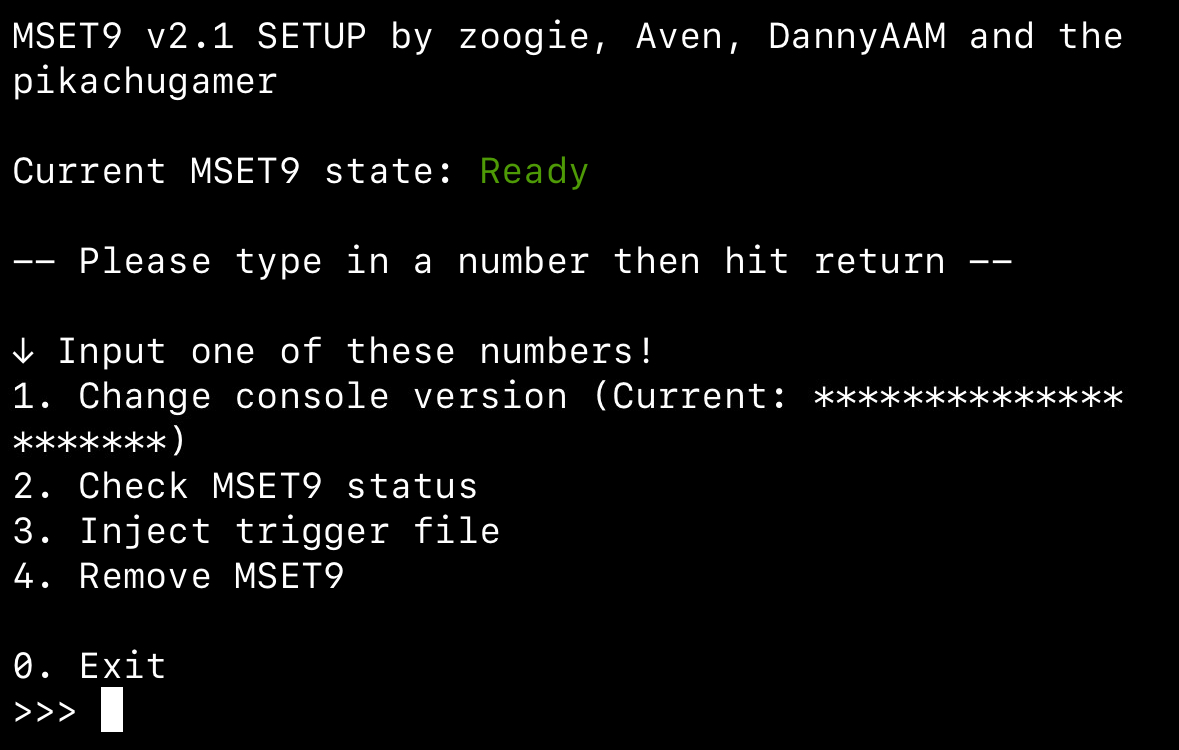 MSET9 v2.1 SETUP by zoogie, Aven, DannyAAM and the
pikachugamer
Current MSET9 state: Ready
── Please type in a number then hit return ──
↓ Input one of these numbers!
1. Change console version (Current: **************
*******)
2. Check MSET9 status
3. Inject trigger file
4. Remove MSET9
0. Exit
>>>